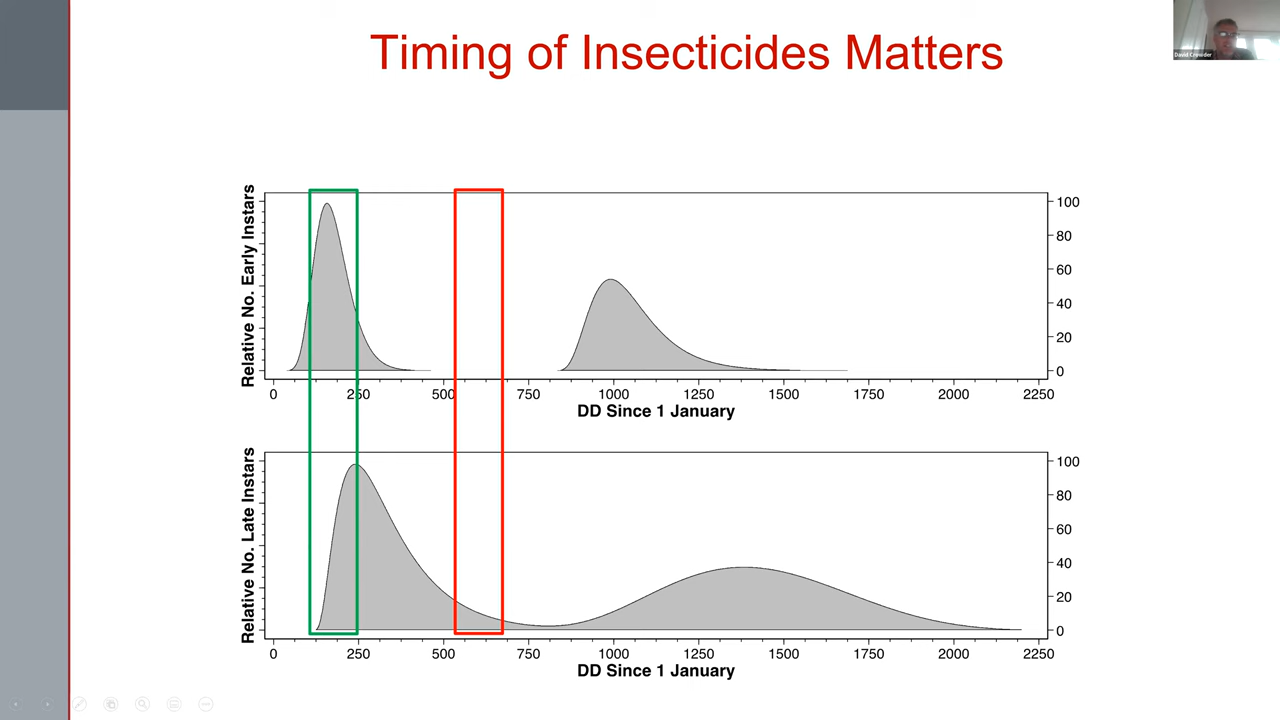 Timing of Insecticides Matters
David Crowder
Relative No. Early Instars
100
80
60
40
20
0
0 250 500 750 1000 1250 1500 1750 2000 2250
DD Since 1 January
Relative No. Late Instars
100
80
60
40
20
0
0 250 500 750 1000 1250 1500 1750 2000 2250
DD Since 1 January